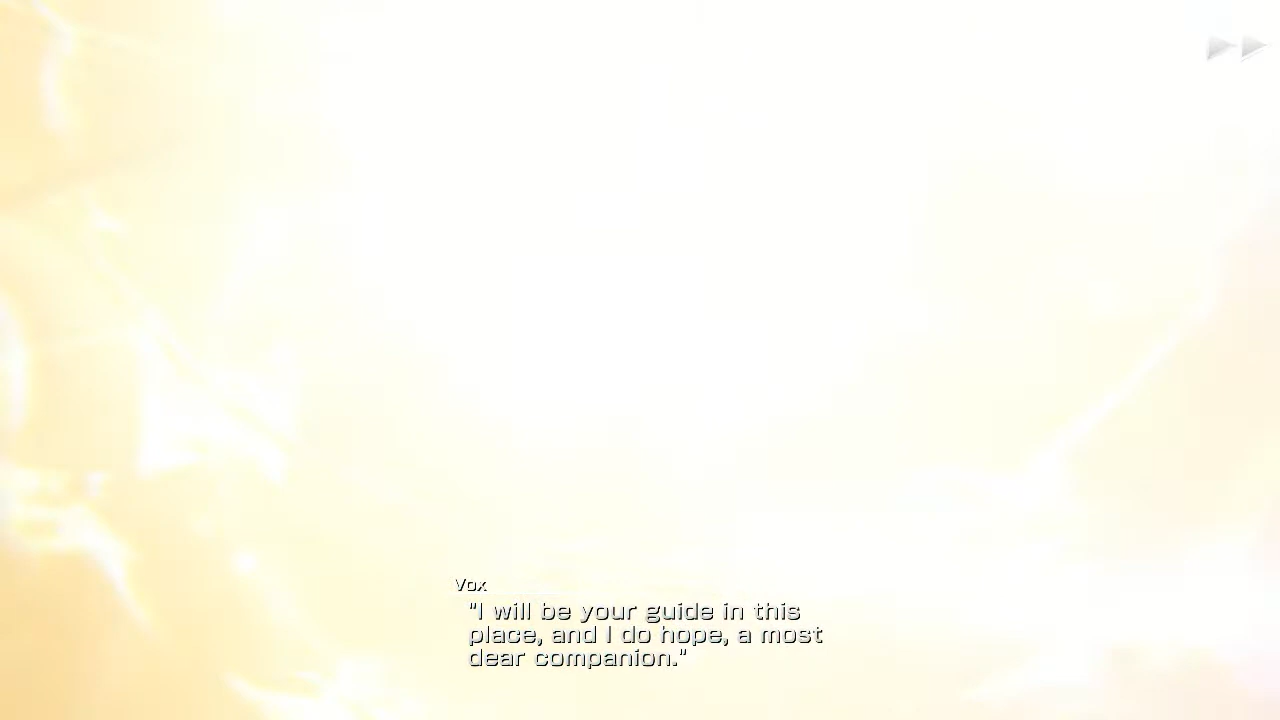 Vox
"I will be your guide in this
place, and I do hope, a most
dear companion."